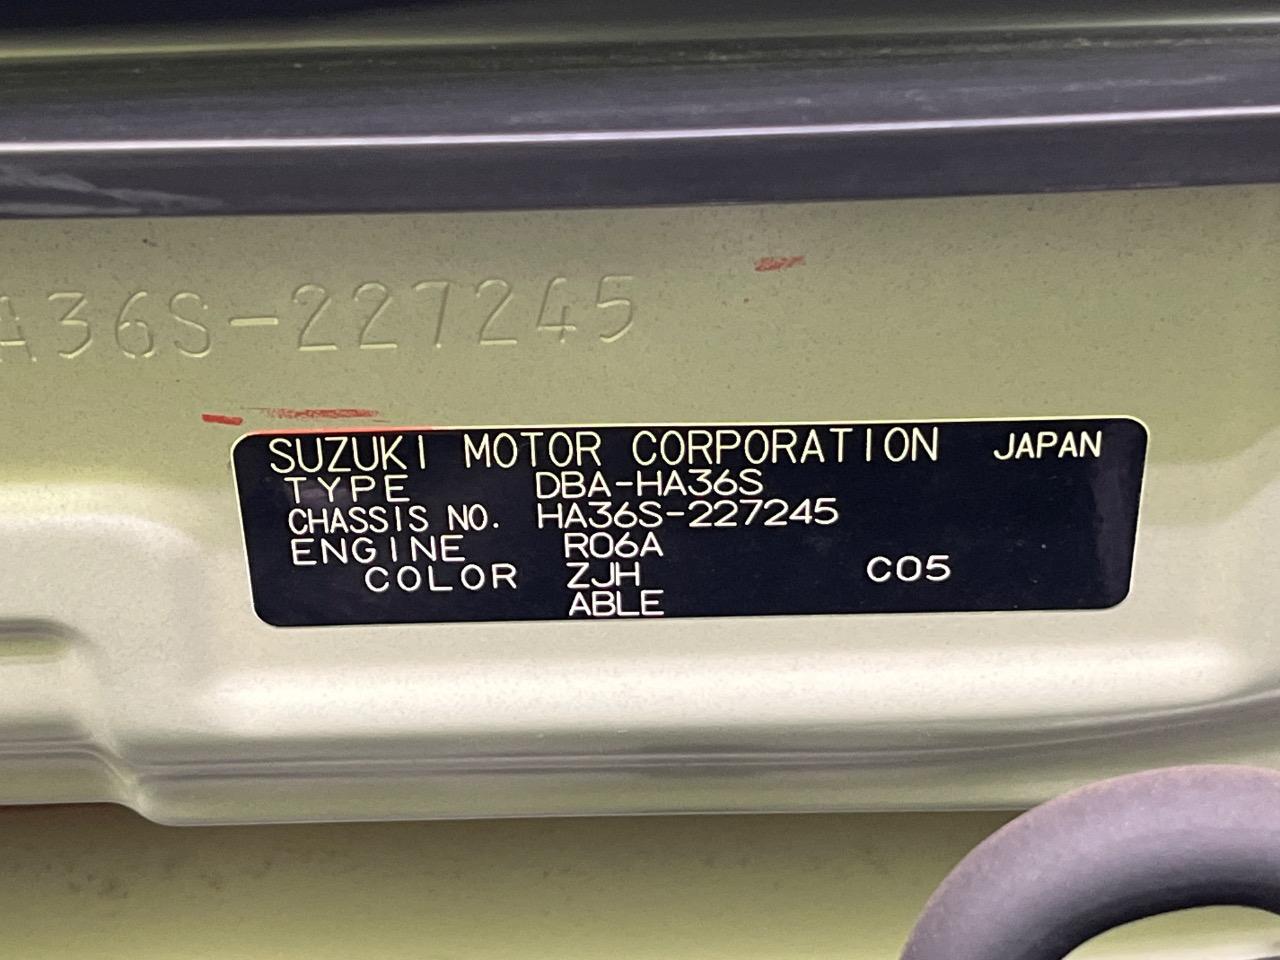 A36S-227245
SUZUKI MOTOR CORPORATION JAPAN
TYPE DBA-HA36S
CHASSIS NO. HA36S-227245
ENGINE R06A
COLOR ZJH C05
ABLE